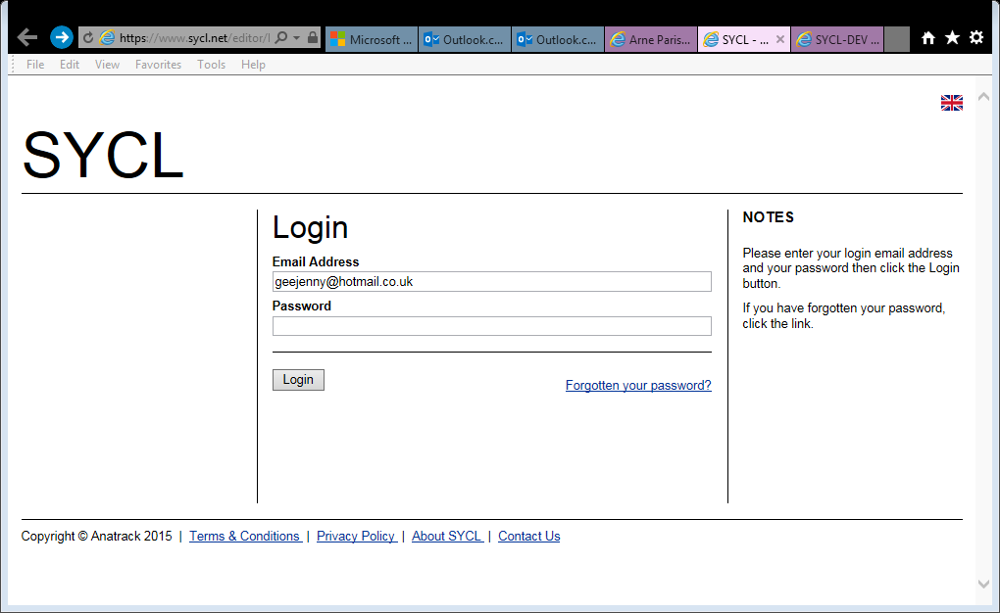 https://www.sycl.net/editor/l
Microsoft ...
Outlook.c...
Outlook.c...
Arne Paris...
SYCL - ...
SYCL-DEV ...
File Edit View Favorites Tools Help
SYCL
Login
Email Address
geejenny@hotmail.co.uk
Password
Login
Forgotten your password?
NOTES
Please enter your login email address
and your password then click the Login
button.
If you have forgotten your password,
click the link.
Copyright © Anatrack 2015 | Terms & Conditions | Privacy Policy | About SYCL | Contact Us